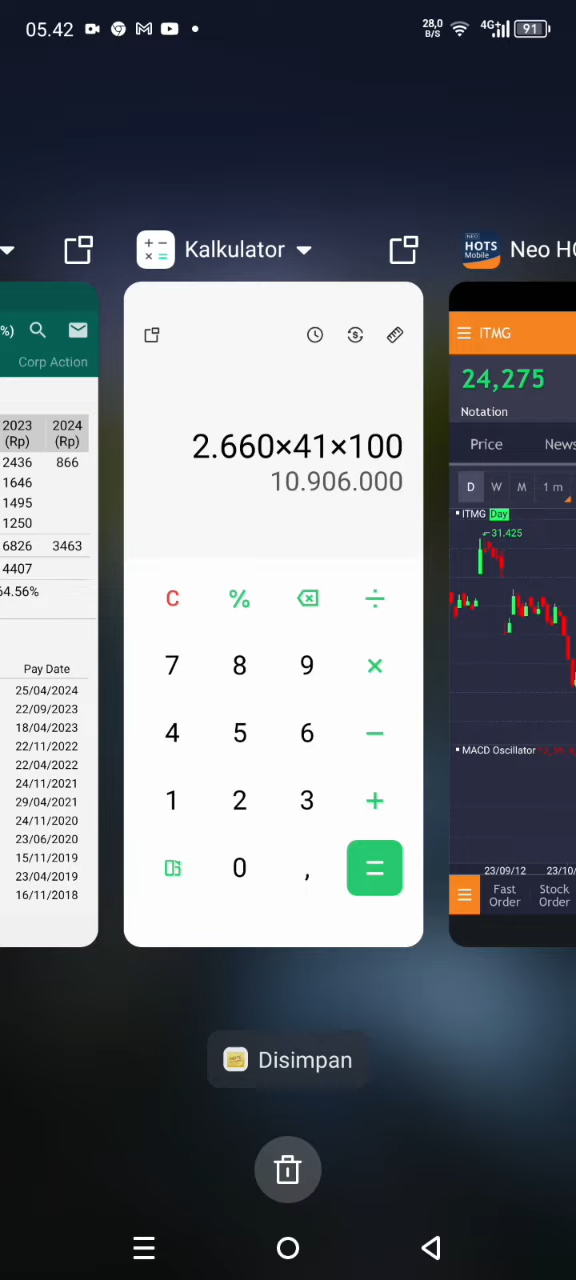 05.42
28,0
B/S
4G+
91
Kalkulator
NEO
HOTS
Mobile
Neo HO
%)
Corp Action
2023 2024
(Rp) (Rp)
2436 866
1646
1495
1250
6826 3463
4407
64.56%
Pay Date
25/04/2024
22/09/2023
18/04/2023
22/11/2022
22/04/2022
24/11/2021
29/04/2021
24/11/2020
23/06/2020
15/11/2019
23/04/2019
16/11/2018
2.660×41×100
10.906.000
C % ÷
7 8 9 ×
4 5 6 −
1 2 3 +
0 , =
ITMG
24,275
Notation
Price News
D W M 1 m
ITMG Day
31.425
MACD Oscillator
23/09/12 23/10/
Fast Order
Stock Order
Disimpan